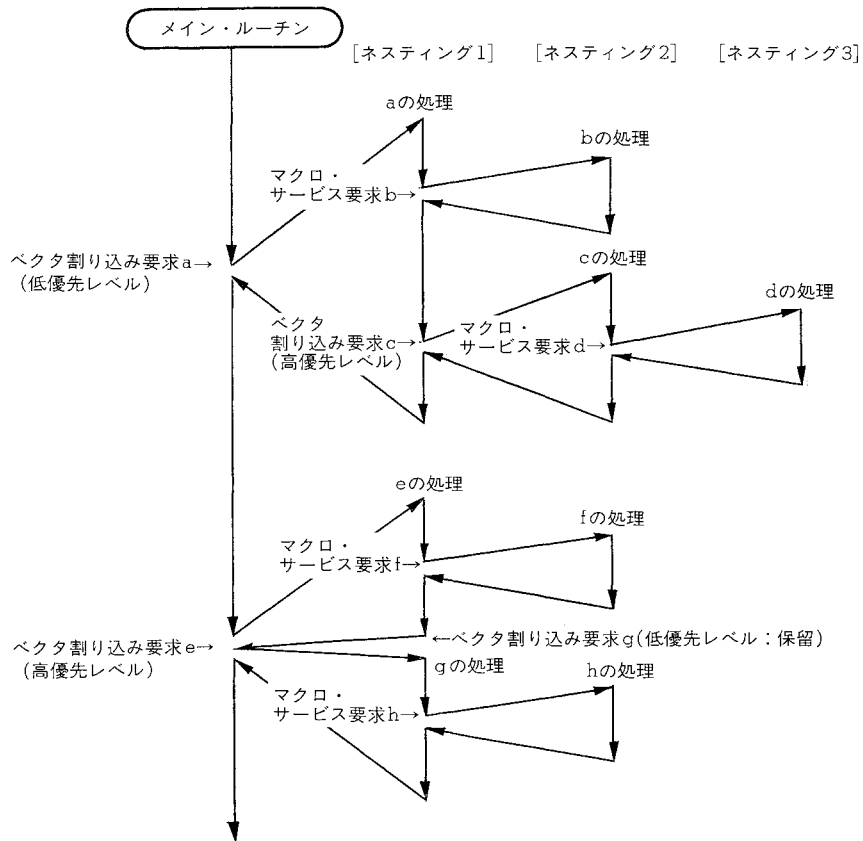 メイン・ルーチン
[ネスティング1] [ネスティング2] [ネスティング3]
aの処理
bの処理
マクロ・
サービス要求b→
ベクタ割り込み要求a→
(低優先レベル)
cの処理
dの処理
ベクタ
割り込み要求c→
(高優先レベル)
マクロ・
サービス要求d→
eの処理
fの処理
マクロ・
サービス要求f→
←ベクタ割り込み要求g(低優先レベル:保留)
ベクタ割り込み要求e→
(高優先レベル)
gの処理
hの処理
マクロ・
サービス要求h→